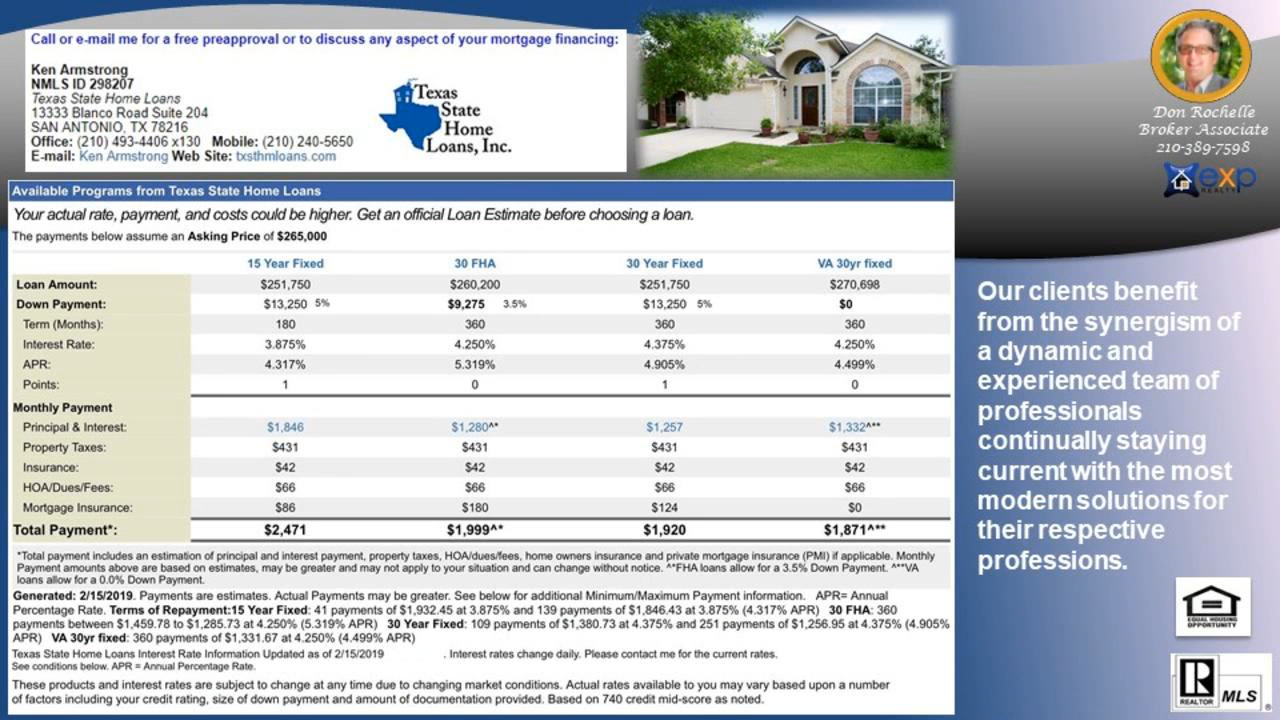 Call or e-mail me for a free preapproval or to discuss any aspect of your mortgage financing:
Ken Armstrong
NMLS ID 298207
Texas State Home Loans
13333 Blanco Road Suite 204
SAN ANTONIO, TX 78216
Office: (210) 493-4406 x130 Mobile: (210) 240-5650
E-mail: Ken Armstrong Web Site: txsthmloans.com
Texas
State
Home
Loans, Inc.
Don Rochelle
Broker Associate
210-389-7598
exp
REALTY
Available Programs from Texas State Home Loans
Your actual rate, payment, and costs could be higher. Get an official Loan Estimate before choosing a loan.
The payments below assume an Asking Price of $265,000
15 Year Fixed 30 FHA 30 Year Fixed VA 30yr fixed
Loan Amount: $251,750 $260,200 $251,750 $270,698
Down Payment: $13,250 5% $9,275 3.5% $13,250 5% $0
Term (Months): 180 360 360 360
Interest Rate: 3.875% 4.250% 4.375% 4.250%
APR: 4.317% 5.319% 4.905% 4.499%
Points: 1 0 1 0
Monthly Payment
Principal & Interest: $1,846 $1,280^* $1,257 $1,332^**
Property Taxes: $431 $431 $431 $431
Insurance: $42 $42 $42 $42
HOA/Dues/Fees: $66 $66 $66 $66
Mortgage Insurance: $86 $180 $124 $0
Total Payment*: $2,471 $1,999^* $1,920 $1,871^**
*Total payment includes an estimation of principal and interest payment, property taxes, HOA/dues/fees, home owners insurance and private mortgage insurance (PMI) if applicable. Monthly
Payment amounts above are based on estimates, may be greater and may not apply to your situation and can change without notice. ^*FHA loans allow for a 3.5% Down Payment. ^**VA
loans allow for a 0.0% Down Payment.
Generated: 2/15/2019. Payments are estimates. Actual Payments may be greater. See below for additional Minimum/Maximum Payment information. APR= Annual
Percentage Rate. Terms of Repayment:15 Year Fixed: 41 payments of $1,932.45 at 3.875% and 139 payments of $1,846.43 at 3.875% (4.317% APR) 30 FHA: 360
payments between $1,459.78 to $1,285.73 at 4.250% (5.319% APR) 30 Year Fixed: 109 payments of $1,380.73 at 4.375% and 251 payments of $1,256.95 at 4.375% (4.905%
APR) VA 30yr fixed: 360 payments of $1,331.67 at 4.250% (4.499% APR)
Texas State Home Loans Interest Rate Information Updated as of 2/15/2019 . Interest rates change daily. Please contact me for the current rates.
See conditions below. APR = Annual Percentage Rate.
These products and interest rates are subject to change at any time due to changing market conditions. Actual rates available to you may vary based upon a number
of factors including your credit rating, size of down payment and amount of documentation provided. Based on 740 credit mid-score as noted.
Our clients benefit
from the synergism of
a dynamic and
experienced team of
professionals
continually staying
current with the most
modern solutions for
their respective
professions.
EQUAL HOUSING
OPPORTUNITY
R
REALTOR
MLS
®